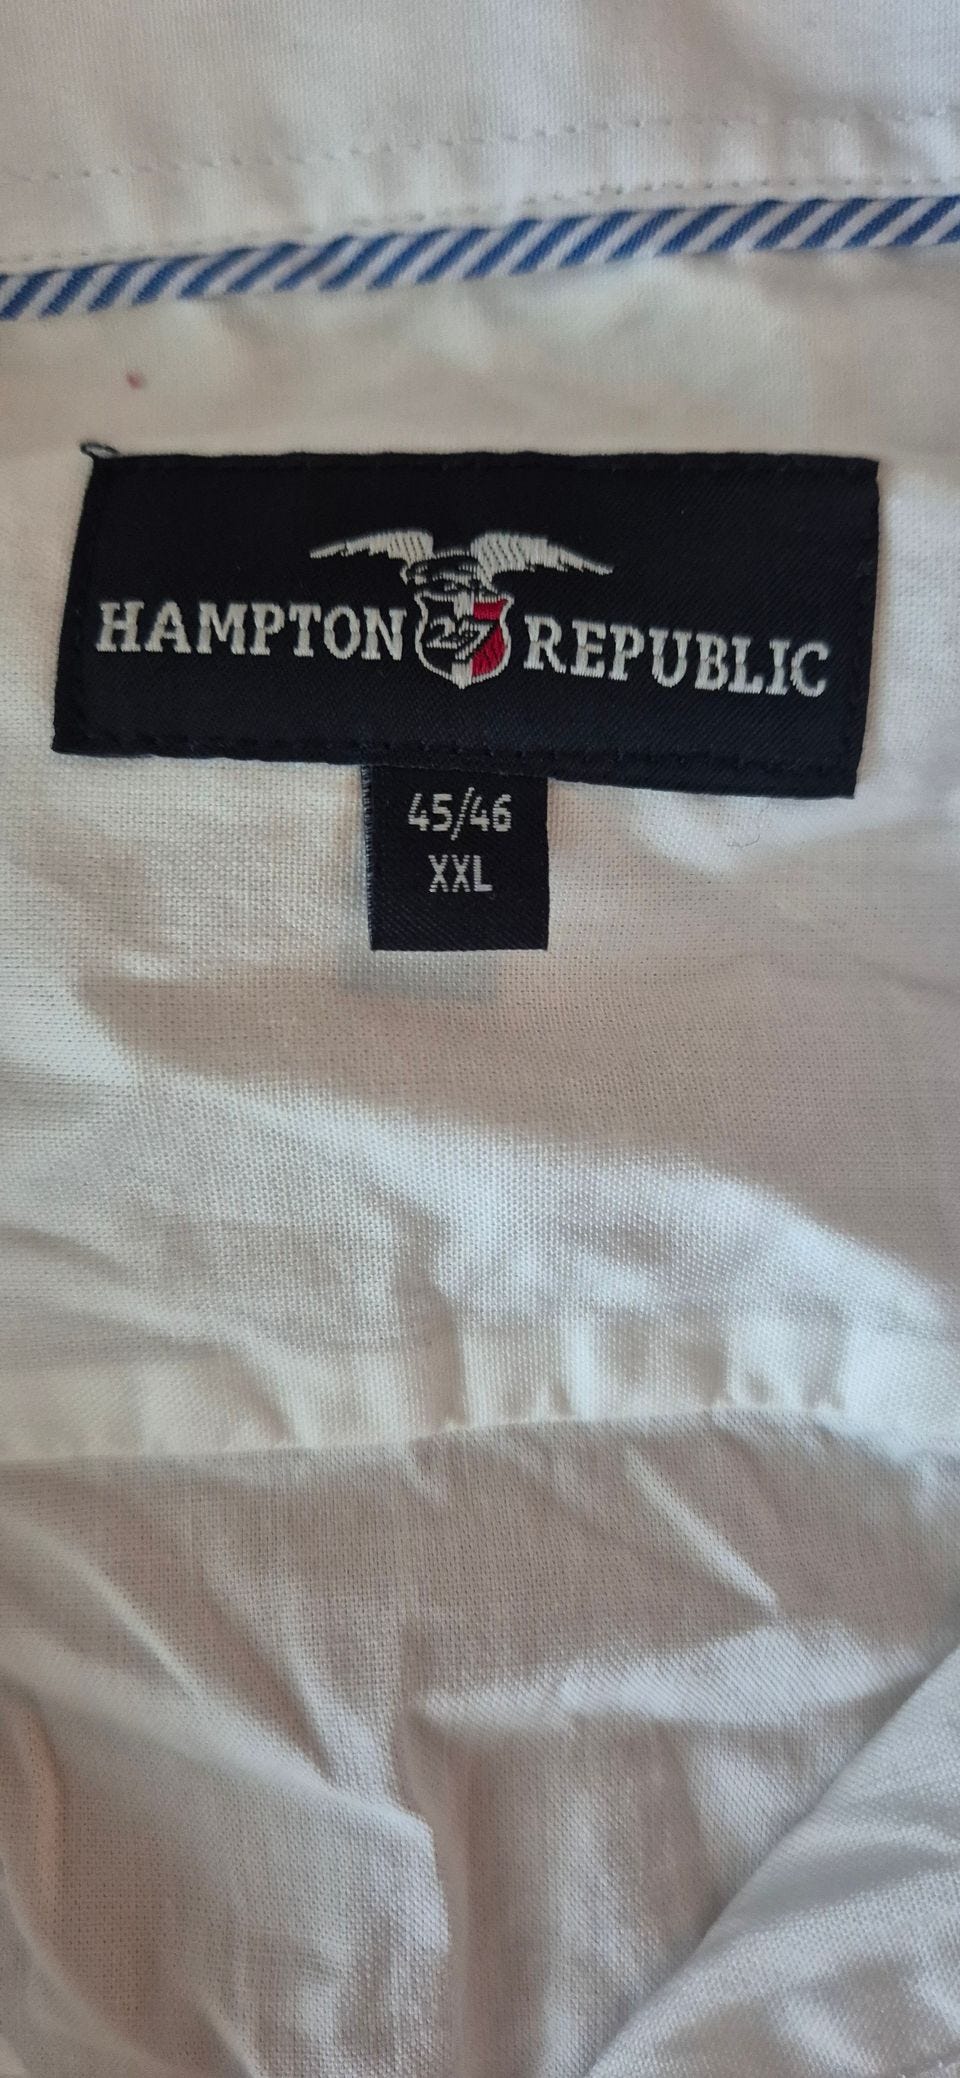 HAMPTON 27 REPUBLIC
45/46
XXL